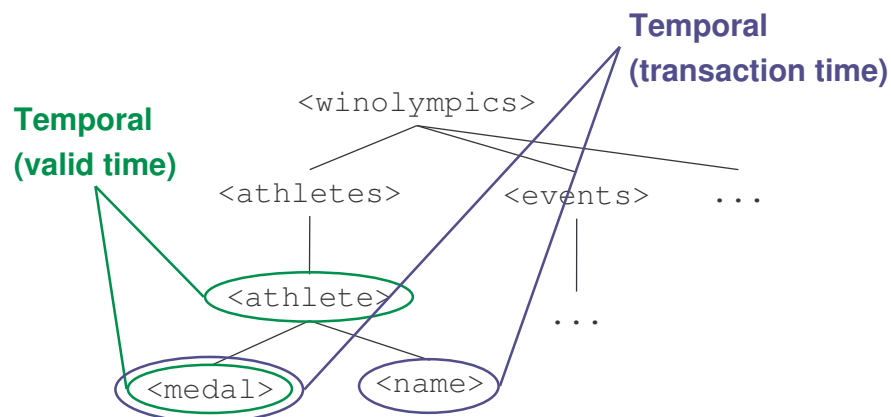 Temporal
(transaction time)
<winolympics>
Temporal
(valid time)
<athletes>
<events>
...
<athlete>
...
<medal>
<name>